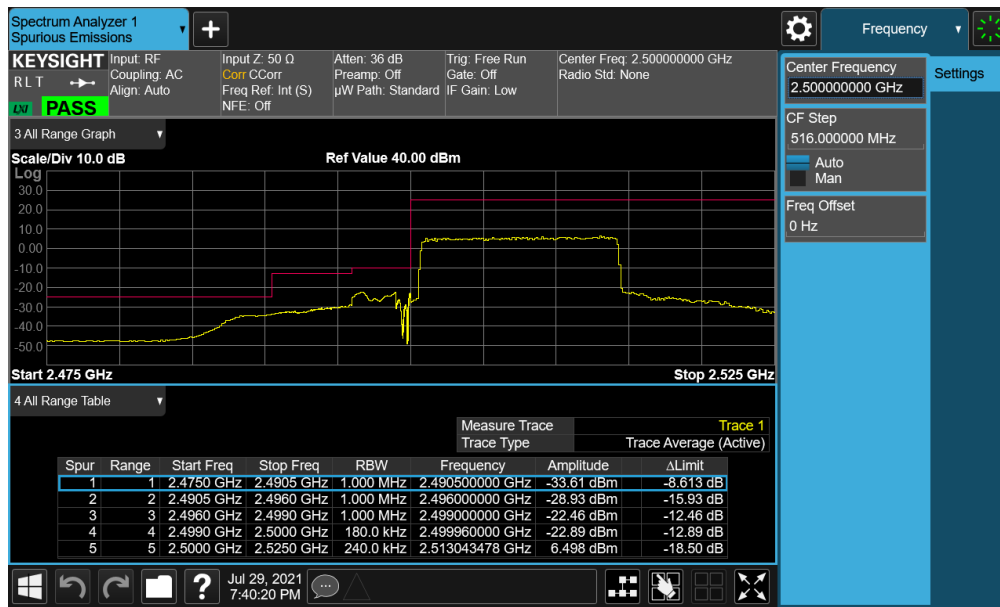 Spectrum Analyzer 1
Spurious Emissions
Frequency
KEYSIGHT
R L T
LXI PASS
Input: RF
Coupling: AC
Align: Auto
Input Z: 50 Ω
Corr CCorr
Freq Ref: Int (S)
NFE: Off
Atten: 36 dB
Preamp: Off
µW Path: Standard
Trig: Free Run
Gate: Off
IF Gain: Low
Center Freq: 2.500000000 GHz
Radio Std: None
Center Frequency
2.500000000 GHz
Settings
CF Step
516.000000 MHz
Auto
Man
Freq Offset
0 Hz
3 All Range Graph
Scale/Div 10.0 dB
Ref Value 40.00 dBm
Log
30.0
20.0
10.0
0.00
-10.0
-20.0
-30.0
-40.0
-50.0
Start 2.475 GHz
Stop 2.525 GHz
4 All Range Table
Measure Trace Trace 1
Trace Type Trace Average (Active)
Spur Range Start Freq Stop Freq RBW Frequency Amplitude ΔLimit
1 1 2.4750 GHz 2.4905 GHz 1.000 MHz 2.490500000 GHz -33.61 dBm -8.613 dB
2 2 2.4905 GHz 2.4960 GHz 1.000 MHz 2.496000000 GHz -28.93 dBm -15.93 dB
3 3 2.4960 GHz 2.4990 GHz 1.000 MHz 2.499000000 GHz -22.46 dBm -12.46 dB
4 4 2.4990 GHz 2.5000 GHz 180.0 kHz 2.499960000 GHz -22.89 dBm -12.89 dB
5 5 2.5000 GHz 2.5250 GHz 240.0 kHz 2.513043478 GHz 6.498 dBm -18.50 dB
Jul 29, 2021
7:40:20 PM